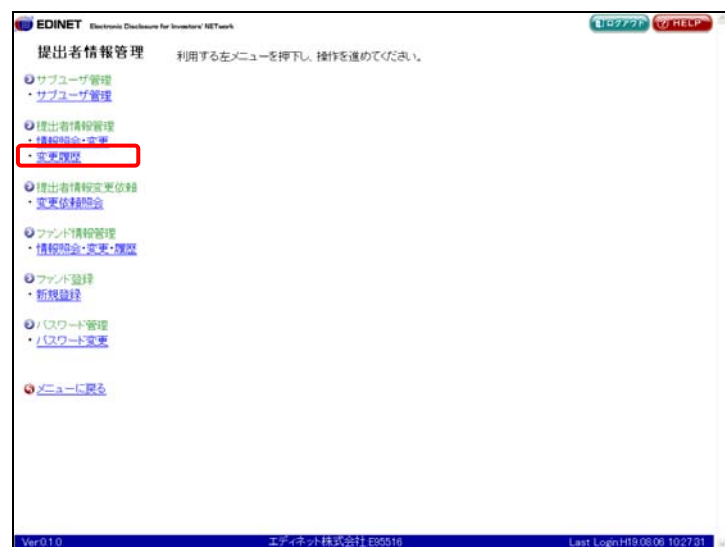 EDINET Electronic Disclosure for Investors' NETwork
ログアウト HELP
提出者情報管理 利用する左メニューを押下し、操作を進めてください。
サブユーザ管理
・サブユーザ管理
提出者情報管理
・情報照会・変更
・変更履歴
提出者情報変更依頼
・変更依頼照会
ファンド情報管理
・情報照会・変更・履歴
ファンド登録
・新規登録
パスワード管理
・パスワード変更
メニューに戻る
Ver.0.1.0 エディネット株式会社 E95516 Last Login:H19.08.06 10:27:31